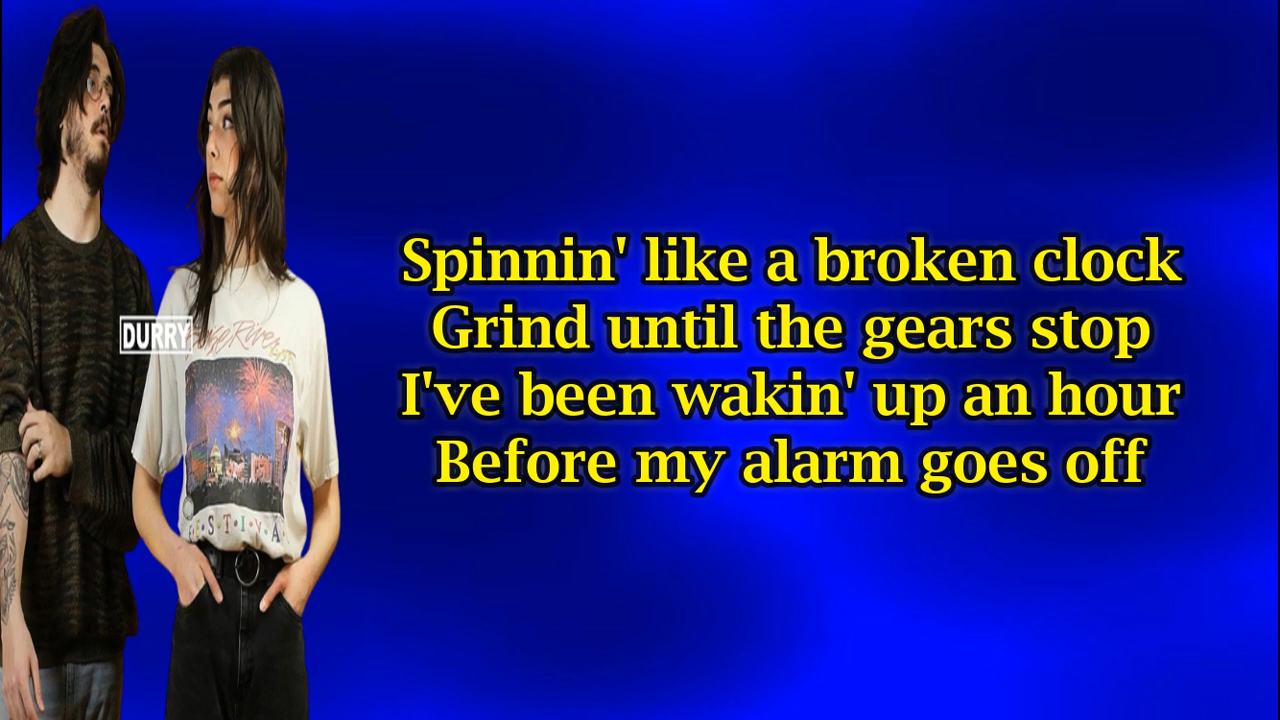 Spinnin' like a broken clock
Grind until the gears stop
I've been wakin' up an hour
Before my alarm goes off
DURRY
River